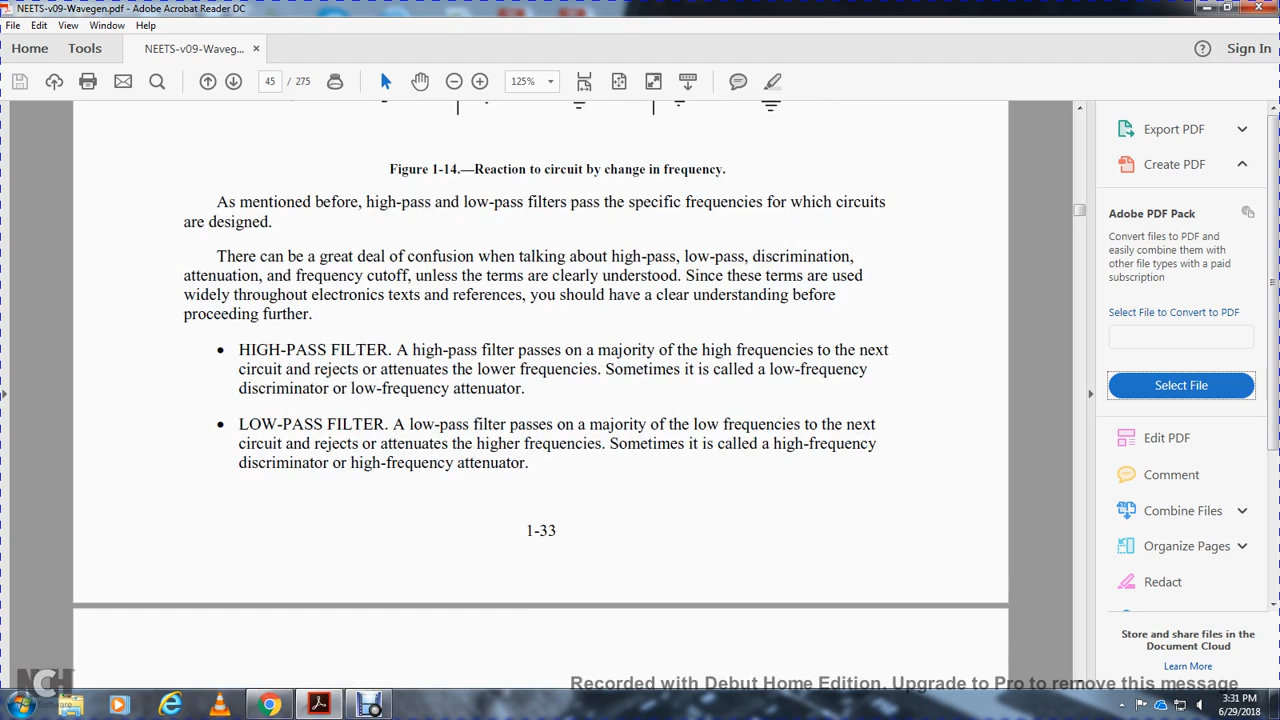 NEETS-v09-Wavegen.pdf - Adobe Acrobat Reader DC
File Edit View Window Help
Home Tools NEETS-v09-Waveg... × Sign In
45 / 275 125%
Figure 1-14.—Reaction to circuit by change in frequency.
As mentioned before, high-pass and low-pass filters pass the specific frequencies for which circuits
are designed.
There can be a great deal of confusion when talking about high-pass, low-pass, discrimination,
attenuation, and frequency cutoff, unless the terms are clearly understood. Since these terms are used
widely throughout electronics texts and references, you should have a clear understanding before
proceeding further.
• HIGH-PASS FILTER. A high-pass filter passes on a majority of the high frequencies to the next
circuit and rejects or attenuates the lower frequencies. Sometimes it is called a low-frequency
discriminator or low-frequency attenuator.
• LOW-PASS FILTER. A low-pass filter passes on a majority of the low frequencies to the next
circuit and rejects or attenuates the higher frequencies. Sometimes it is called a high-frequency
discriminator or high-frequency attenuator.
1-33
Export PDF
Create PDF
Adobe PDF Pack
Convert files to PDF and
easily combine them with
other file types with a paid
subscription
Select File to Convert to PDF
Select File
Edit PDF
Comment
Combine Files
Organize Pages
Redact
Store and share files in the
Document Cloud
Learn More
NCH
Software
Recorded with Debut Home Edition. Upgrade to Pro to remove this message
3:31 PM
6/29/2018